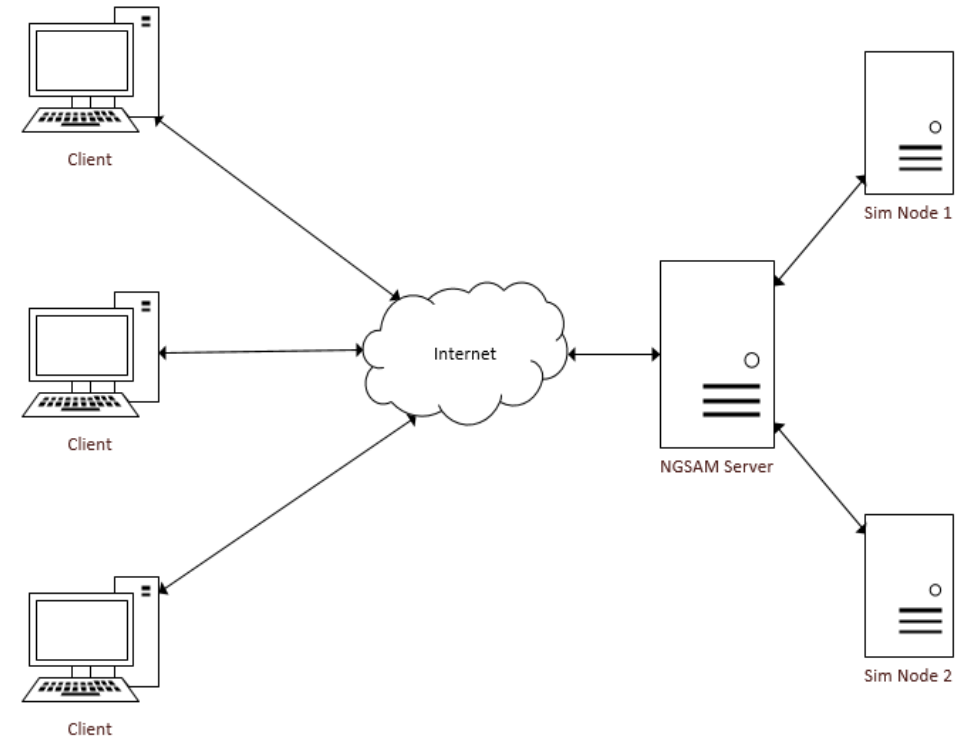 Client
Sim Node 1
Client
Internet
NGSAM Server
Client
Sim Node 2